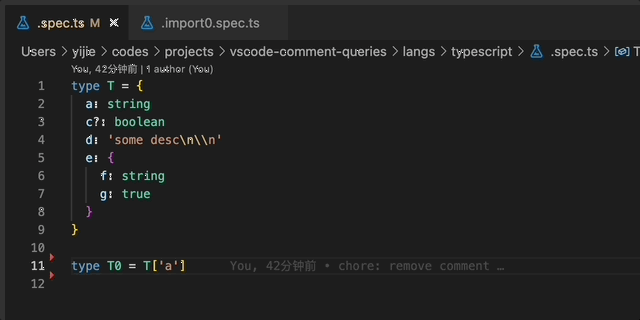 .spec.ts M ×
.import0.spec.ts
Users > yijie > codes > projects > vscode-comment-queries > langs > typescript > .spec.ts > T
You, 42分钟前 | 1 author (You)
1 type T = {
2 a: string
3 c?: boolean
4 d: 'some desc\n\\n'
5 e: {
6 f: string
7 g: true
8 }
9 }
10
11 type T0 = T['a'] You, 42分钟前 • chore: remove comment …
12